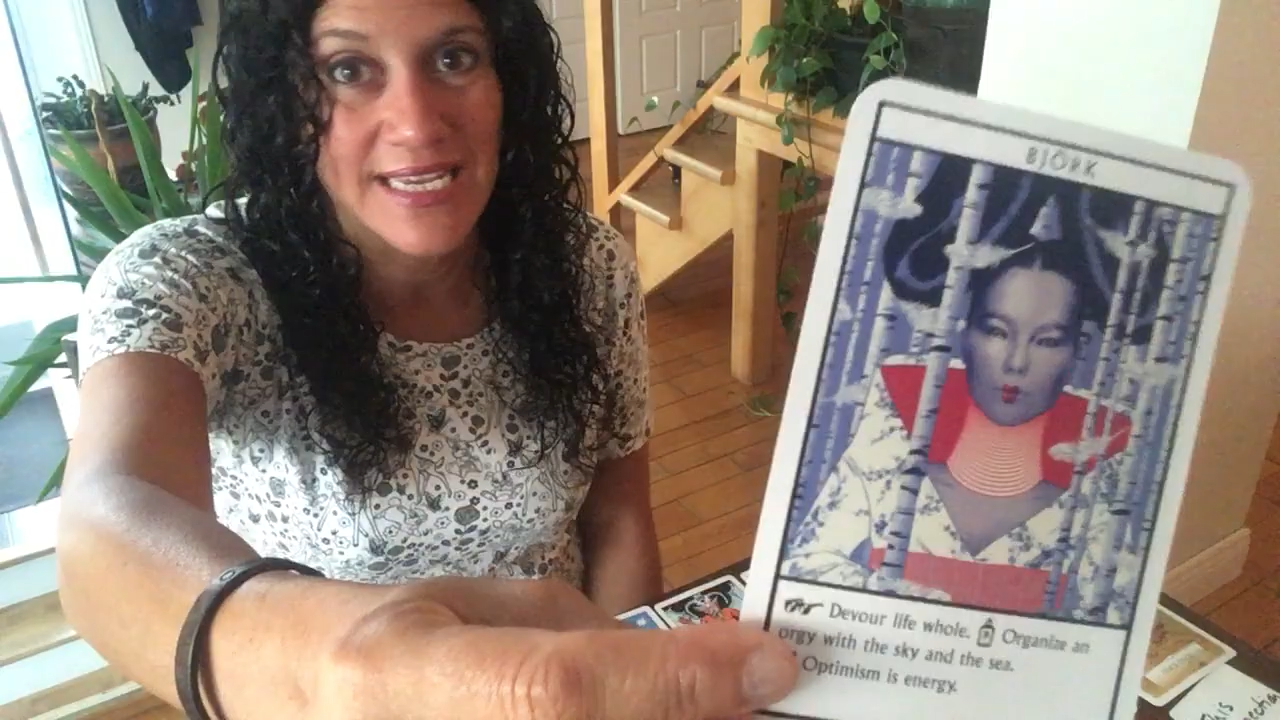 BJÖRK
Devour life whole. Organize an
orgy with the sky and the sea.
Optimism is energy.